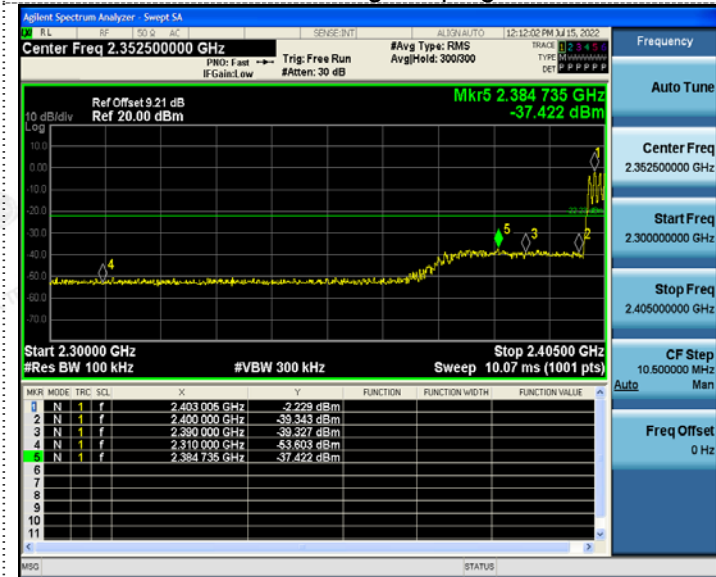 Agilent Spectrum Analyzer - Swept SA
RL RF 50 Ω AC SENSE:INT ALIGN AUTO 12:12:02 PM Jul 15, 2022
Center Freq 2.352500000 GHz
PNO: Fast Trig: Free Run
IFGain:Low #Atten: 30 dB
#Avg Type: RMS
Avg|Hold: 300/300
TRACE 1 2 3 4 5 6
TYPE M
DET P P P P P P
Ref Offset 9.21 dB
10 dB/div Ref 20.00 dBm
Log
Mkr5 2.384 735 GHz
-37.422 dBm
10.0
0.00
-10.0
-20.0
-30.0
-40.0
-50.0
-60.0
-70.0
1
2
3
4
5
Start 2.30000 GHz Stop 2.40500 GHz
#Res BW 100 kHz #VBW 300 kHz Sweep 10.07 ms (1001 pts)
MKR MODE TRC SCL X Y FUNCTION FUNCTION WIDTH FUNCTION VALUE
1 N 1 f 2.403 005 GHz -2.229 dBm
2 N 1 f 2.400 000 GHz -39.343 dBm
3 N 1 f 2.390 000 GHz -39.327 dBm
4 N 1 f 2.310 000 GHz -53.603 dBm
5 N 1 f 2.384 735 GHz -37.422 dBm
6
7
8
9
10
11
MSG STATUS
Frequency
Auto Tune
Center Freq
2.352500000 GHz
Start Freq
2.300000000 GHz
Stop Freq
2.405000000 GHz
CF Step
10.500000 MHz
Auto Man
Freq Offset
0 Hz